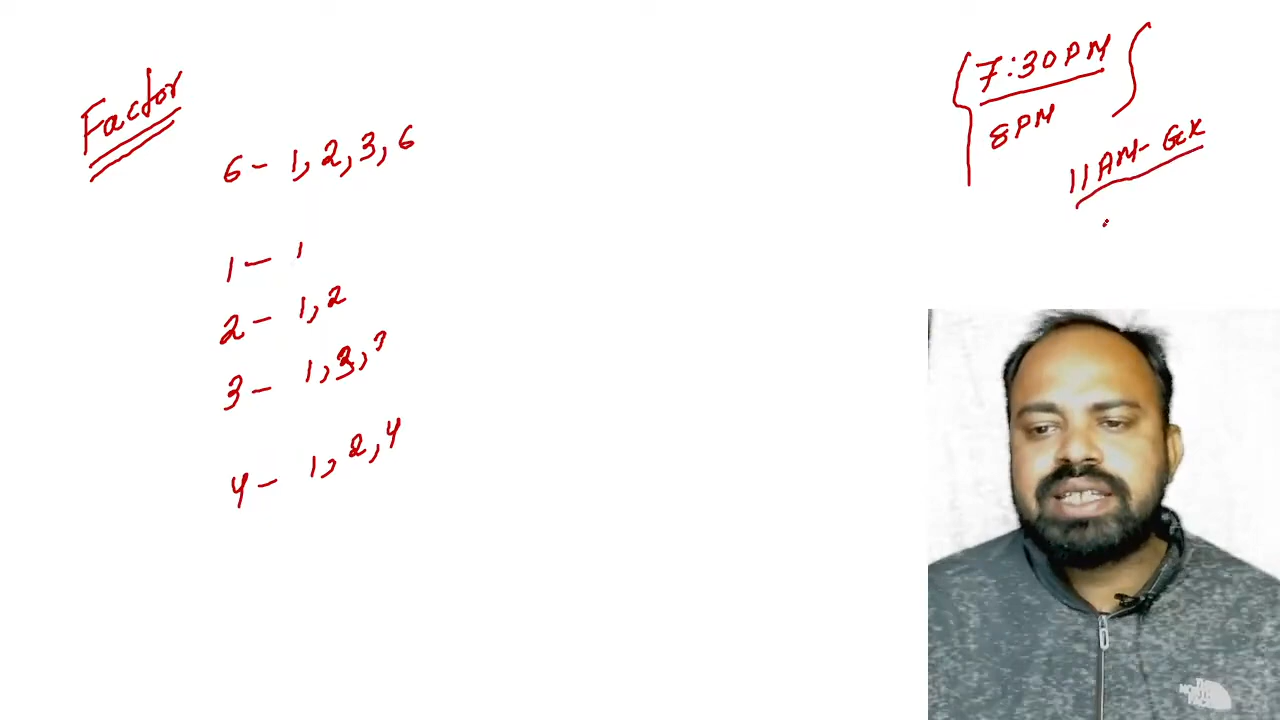 Factor
6 - 1, 2, 3, 6
1 - 1
2 - 1, 2
3 - 1, 3,
4 - 1, 2, 4
7:30 PM
8 PM
11 AM - GK